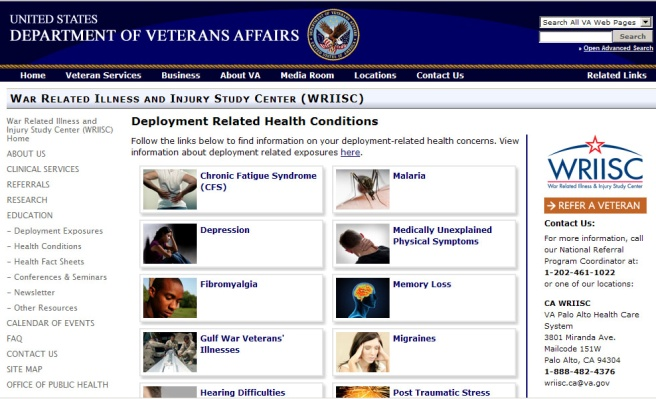 UNITED STATES
DEPARTMENT OF VETERANS AFFAIRS
Search All VA Web Pages
Search
Open Advanced Search
Home Veteran Services Business About VA Media Room Locations Contact Us Related Links
WAR RELATED ILLNESS AND INJURY STUDY CENTER (WRIISC)
War Related Illness and
Injury Study Center (WRIISC)
Home
ABOUT US
CLINICAL SERVICES
REFERRALS
RESEARCH
EDUCATION
– Deployment Exposures
– Health Conditions
– Health Fact Sheets
– Conferences & Seminars
– Newsletter
– Other Resources
CALENDAR OF EVENTS
FAQ
CONTACT US
SITE MAP
OFFICE OF PUBLIC HEALTH
Deployment Related Health Conditions
Follow the links below to find information on your deployment-related health concerns. View
information about deployment related exposures here.
Chronic Fatigue Syndrome
(CFS)
Malaria
Depression
Medically Unexplained
Physical Symptoms
Fibromyalgia
Memory Loss
Gulf War Veterans'
Illnesses
Migraines
Hearing Difficulties
Post Traumatic Stress
WRIISC
War Related Illness & Injury Study Center
REFER A VETERAN
Contact Us:
For more information, call
our National Referral
Program Coordinator at:
1-202-461-1022
or one of our locations:
CA WRIISC
VA Palo Alto Health Care
System
3801 Miranda Ave.
Mailcode 151W
Palo Alto, CA 94304
1-888-482-4376
wriisc.ca@va.gov